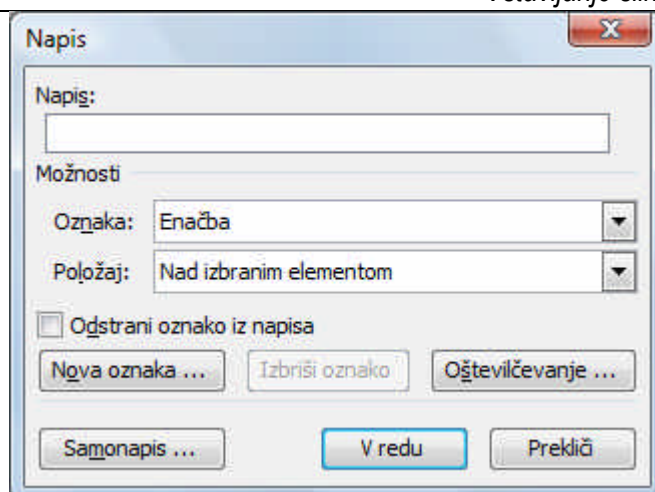 Napis
Napis:
Možnosti
Oznaka: Enačba
Položaj: Nad izbranim elementom
Odstrani oznako iz napisa
Nova oznaka ... Izbriši oznako Oštevilčevanje ...
Samonapis ... V redu Prekliči